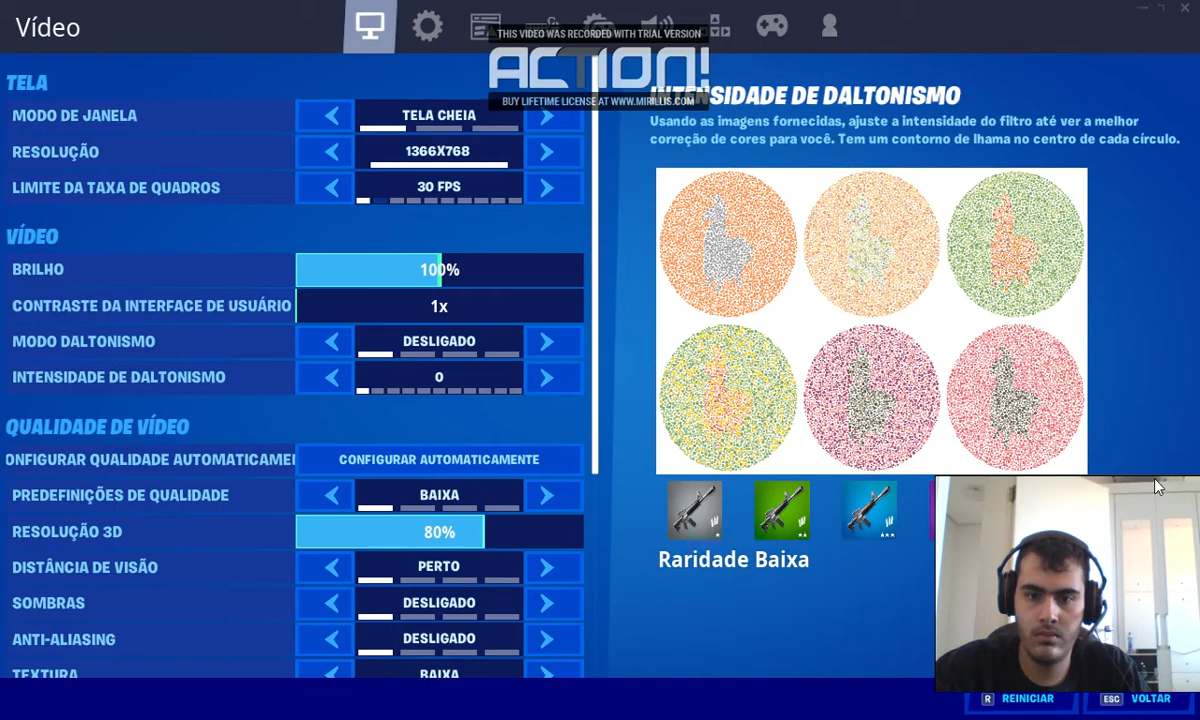 Vídeo
THIS VIDEO WAS RECORDED WITH TRIAL VERSION
ACTION!
BUY LIFETIME LICENSE AT WWW.MIRILLIS.COM
TELA
MODO DE JANELA
TELA CHEIA
RESOLUÇÃO
1366X768
LIMITE DA TAXA DE QUADROS
30 FPS
VÍDEO
BRILHO
100%
CONTRASTE DA INTERFACE DE USUÁRIO
1x
MODO DALTONISMO
DESLIGADO
INTENSIDADE DE DALTONISMO
0
QUALIDADE DE VÍDEO
ONFIGURAR QUALIDADE AUTOMATICAMEI
CONFIGURAR AUTOMATICAMENTE
PREDEFINIÇÕES DE QUALIDADE
BAIXA
RESOLUÇÃO 3D
80%
DISTÂNCIA DE VISÃO
PERTO
SOMBRAS
DESLIGADO
ANTI-ALIASING
DESLIGADO
TEXTURA
BAIXA
INTENSIDADE DE DALTONISMO
Usando as imagens fornecidas, ajuste a intensidade do filtro até ver a melhor
correção de cores para você. Tem um contorno de lhama no centro de cada círculo.
Raridade Baixa
R REINICIAR
ESC VOLTAR